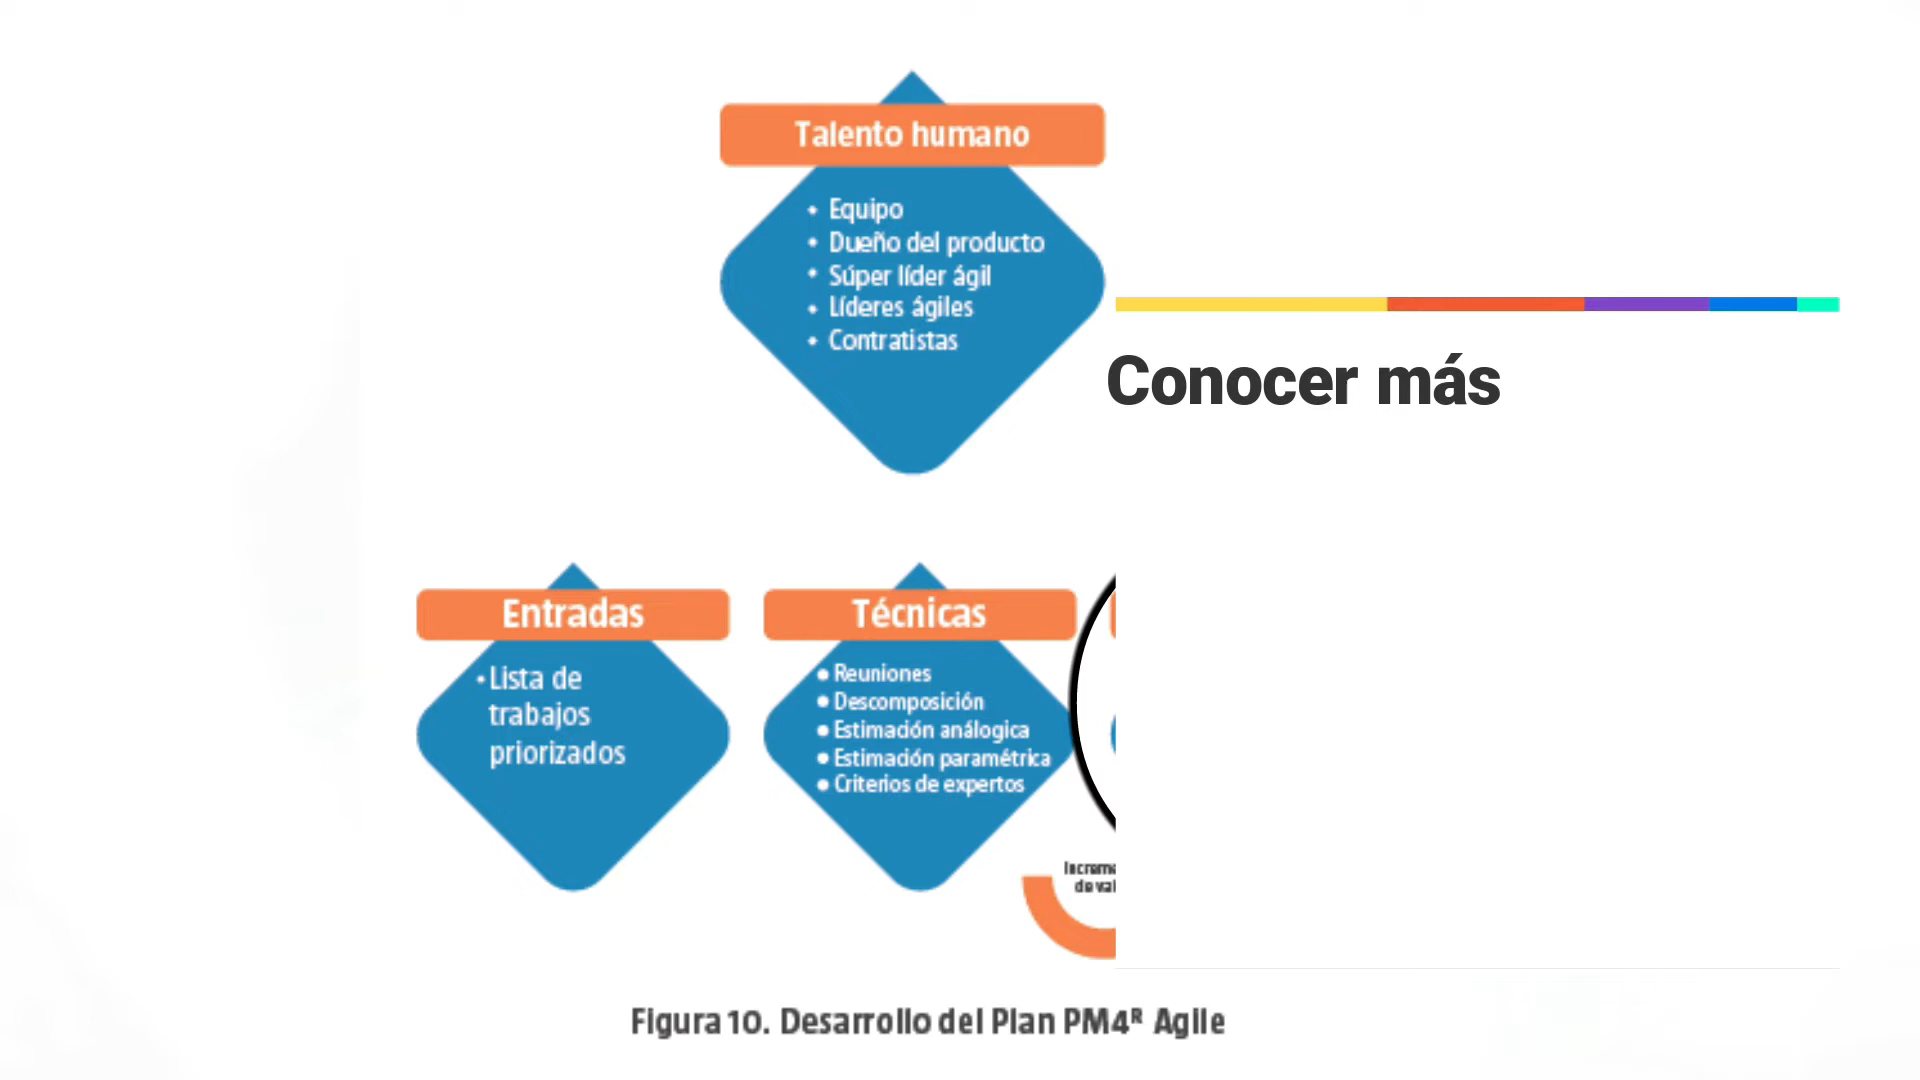 Talento humano
• Equipo
• Dueño del producto
• Súper líder ágil
• Líderes ágiles
• Contratistas
Conocer más
Entradas
• Lista de
trabajos
priorizados
Técnicas
• Reuniones
• Descomposición
• Estimación análogica
• Estimación paramétrica
• Criterios de expertos
Figura 10. Desarrollo del Plan PM4ᴿ Agile